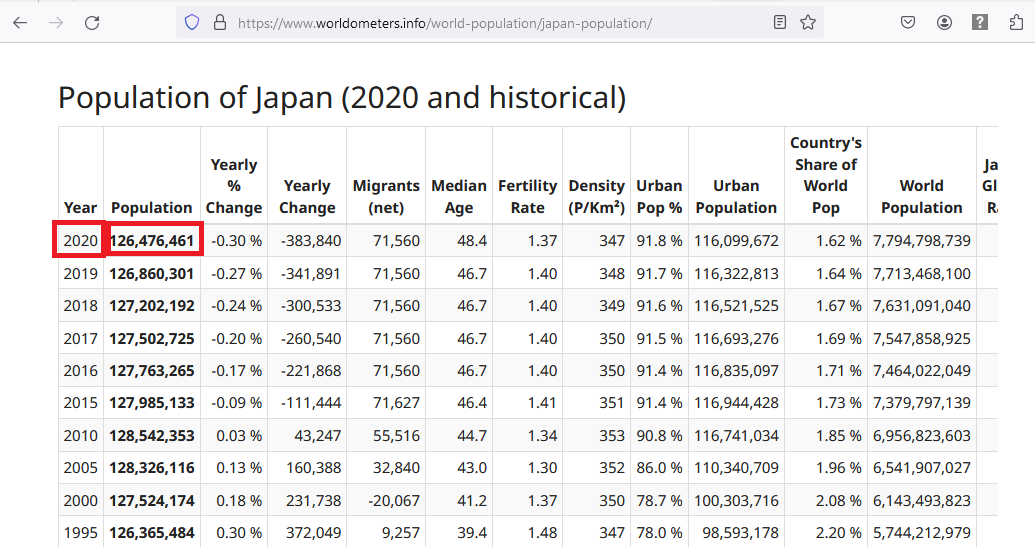 https://www.worldometers.info/world-population/japan-population/
Population of Japan (2020 and historical)
Year Population Yearly % Change Yearly Change Migrants (net) Median Age Fertility Rate Density (P/Km²) Urban Pop % Urban Population Country's Share of World Pop World Population Ja Gl R
2020 126,476,461 -0.30 % -383,840 71,560 48.4 1.37 347 91.8 % 116,099,672 1.62 % 7,794,798,739
2019 126,860,301 -0.27 % -341,891 71,560 46.7 1.40 348 91.7 % 116,322,813 1.64 % 7,713,468,100
2018 127,202,192 -0.24 % -300,533 71,560 46.7 1.40 349 91.6 % 116,521,525 1.67 % 7,631,091,040
2017 127,502,725 -0.20 % -260,540 71,560 46.7 1.40 350 91.5 % 116,693,276 1.69 % 7,547,858,925
2016 127,763,265 -0.17 % -221,868 71,560 46.7 1.40 350 91.4 % 116,835,097 1.71 % 7,464,022,049
2015 127,985,133 -0.09 % -111,444 71,627 46.4 1.41 351 91.4 % 116,944,428 1.73 % 7,379,797,139
2010 128,542,353 0.03 % 43,247 55,516 44.7 1.34 353 90.8 % 116,741,034 1.85 % 6,956,823,603
2005 128,326,116 0.13 % 160,388 32,840 43.0 1.30 352 86.0 % 110,340,709 1.96 % 6,541,907,027
2000 127,524,174 0.18 % 231,738 -20,067 41.2 1.37 350 78.7 % 100,303,716 2.08 % 6,143,493,823
1995 126,365,484 0.30 % 372,049 9,257 39.4 1.48 347 78.0 % 98,593,178 2.20 % 5,744,212,979